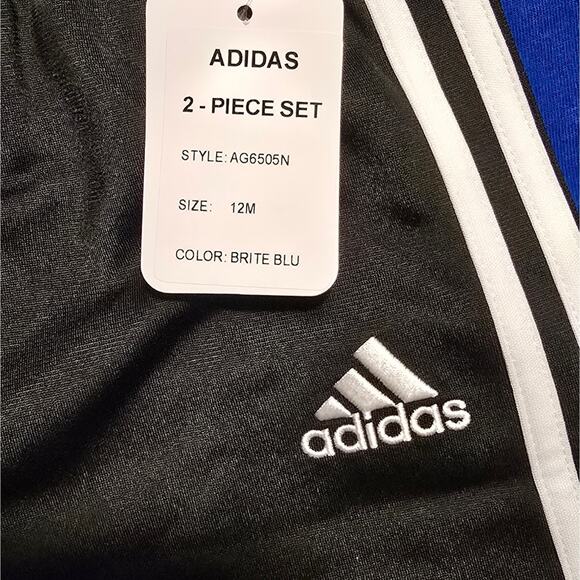 ADIDAS
2 - PIECE SET
STYLE: AG6505N
SIZE: 12M
COLOR: BRITE BLU
adidas